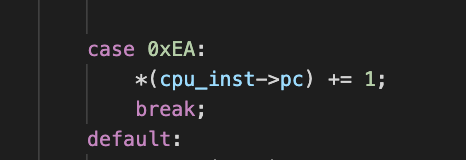 case 0xEA:
*(cpu_inst->pc) += 1;
break;
default: